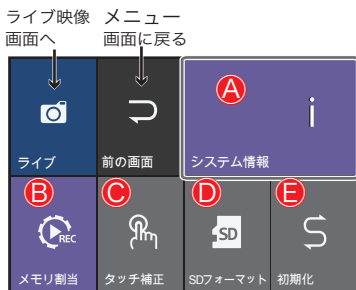 ライブ映像
画面へ
メニュー
画面に戻る
A
i
ライブ
前の画面
システム情報
B
C
D
E
REC
SD
メモリ割当
タッチ補正
SDフォーマット
初期化